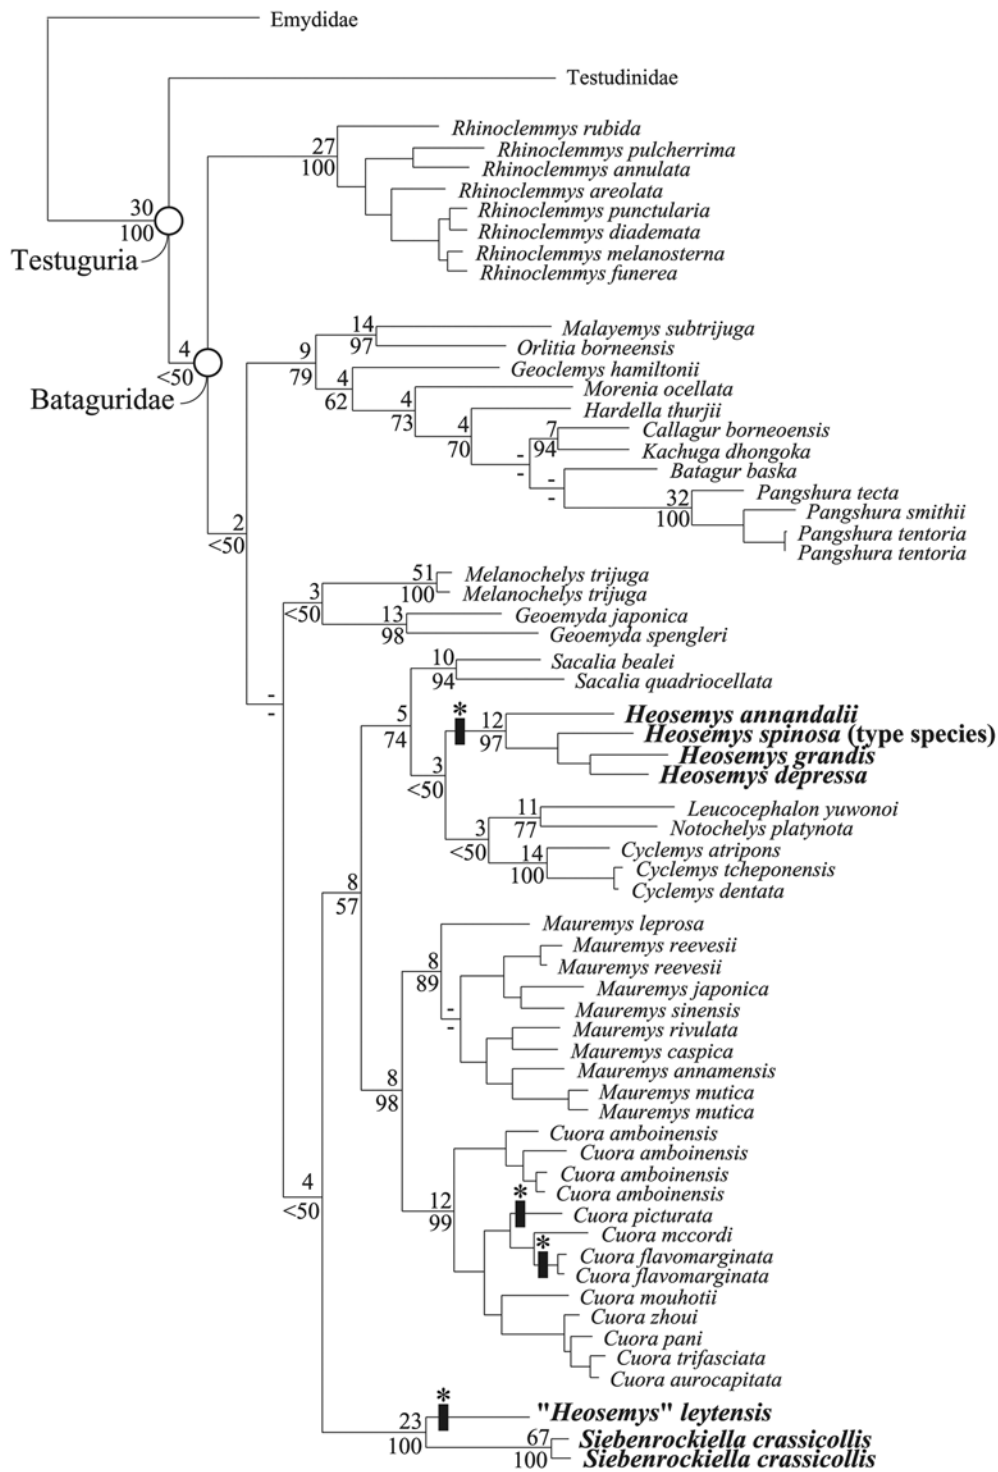 Emydidae
Testudinidae
Rhinoclemmys rubida
27
100
Rhinoclemmys pulcherrima
Rhinoclemmys annulata
Rhinoclemmys areolata
Rhinoclemmys punctularia
30
100
Rhinoclemmys diademata
Testuguria
Rhinoclemmys melanosterna
Rhinoclemmys funerea
14
97
Malayemys subtrijuga
Orlitia borneensis
4
<50
9
79
Bataguridae
4
62
Geoclemys hamiltonii
4
73
Morenia ocellata
4
70
Hardella thurjii
7
94
Callagur borneoensis
Kachuga dhongoka
-
-
Batagur baska
-
-
32
100
Pangshura tecta
Pangshura smithii
Pangshura tentoria
Pangshura tentoria
2
<50
51
100
Melanochelys trijuga
Melanochelys trijuga
3
<50
13
98
Geoemyda japonica
Geoemyda spengleri
10
94
Sacalia bealei
Sacalia quadriocellata
-
-
5
74
*
12
97
Heosemys annandalii
Heosemys spinosa (type species)
Heosemys grandis
Heosemys depressa
3
<50
11
77
Leucocephalon yuwonoi
Notochelys platynota
3
<50
14
100
Cyclemys atripons
Cyclemys tcheponensis
Cyclemys dentata
8
57
Mauremys leprosa
8
89
Mauremys reevesii
Mauremys reevesii
Mauremys japonica
-
-
Mauremys sinensis
Mauremys rivulata
Mauremys caspica
Mauremys annamensis
8
98
Mauremys mutica
Mauremys mutica
Cuora amboinensis
Cuora amboinensis
Cuora amboinensis
Cuora amboinensis
4
<50
12
99
*
Cuora picturata
Cuora mccordi
*
Cuora flavomarginata
Cuora flavomarginata
Cuora mouhotii
Cuora zhoui
Cuora pani
Cuora trifasciata
Cuora aurocapitata
*
23
100
"Heosemys" leytensis
67
100
Siebenrockiella crassicollis
Siebenrockiella crassicollis